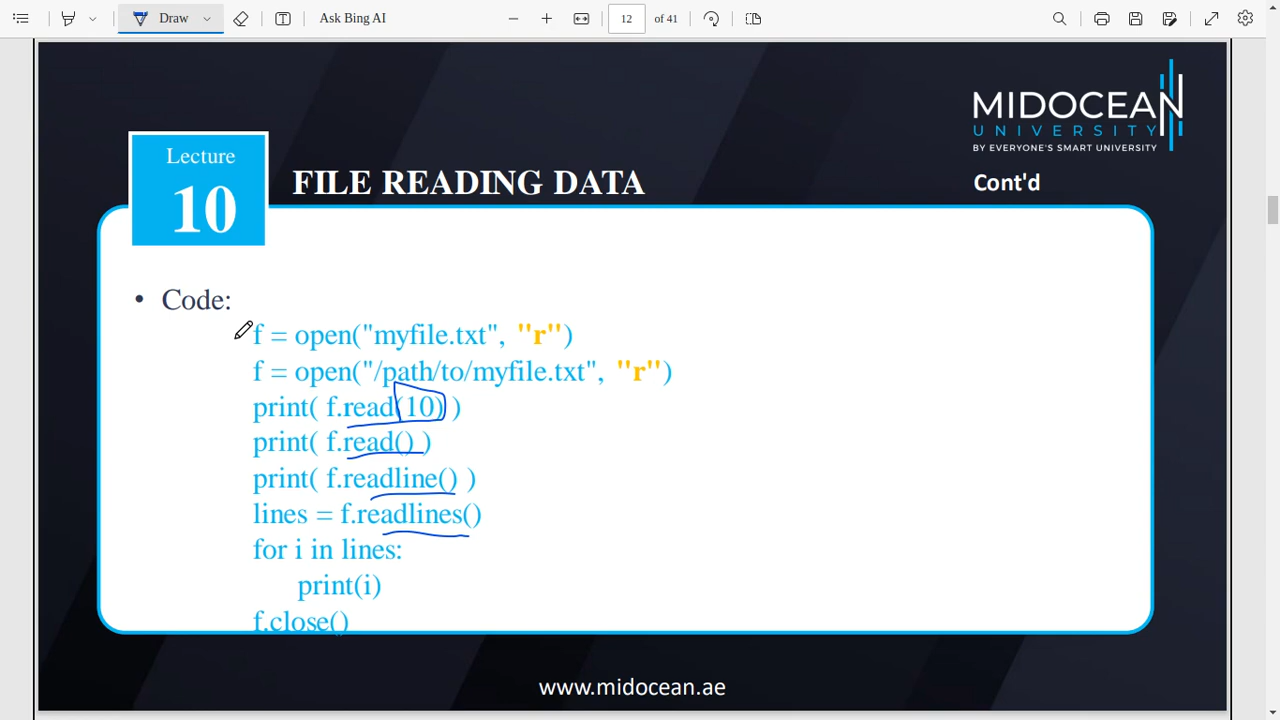 Draw
Ask Bing AI
12 of 41
MIDOCEAN
UNIVERSITY
BY EVERYONE'S SMART UNIVERSITY
Lecture
10
FILE READING DATA
Cont'd
• Code:
f = open("myfile.txt", "r")
f = open("/path/to/myfile.txt", "r")
print( f.read(10) )
print( f.read() )
print( f.readline() )
lines = f.readlines()
for i in lines:
print(i)
f.close()
www.midocean.ae